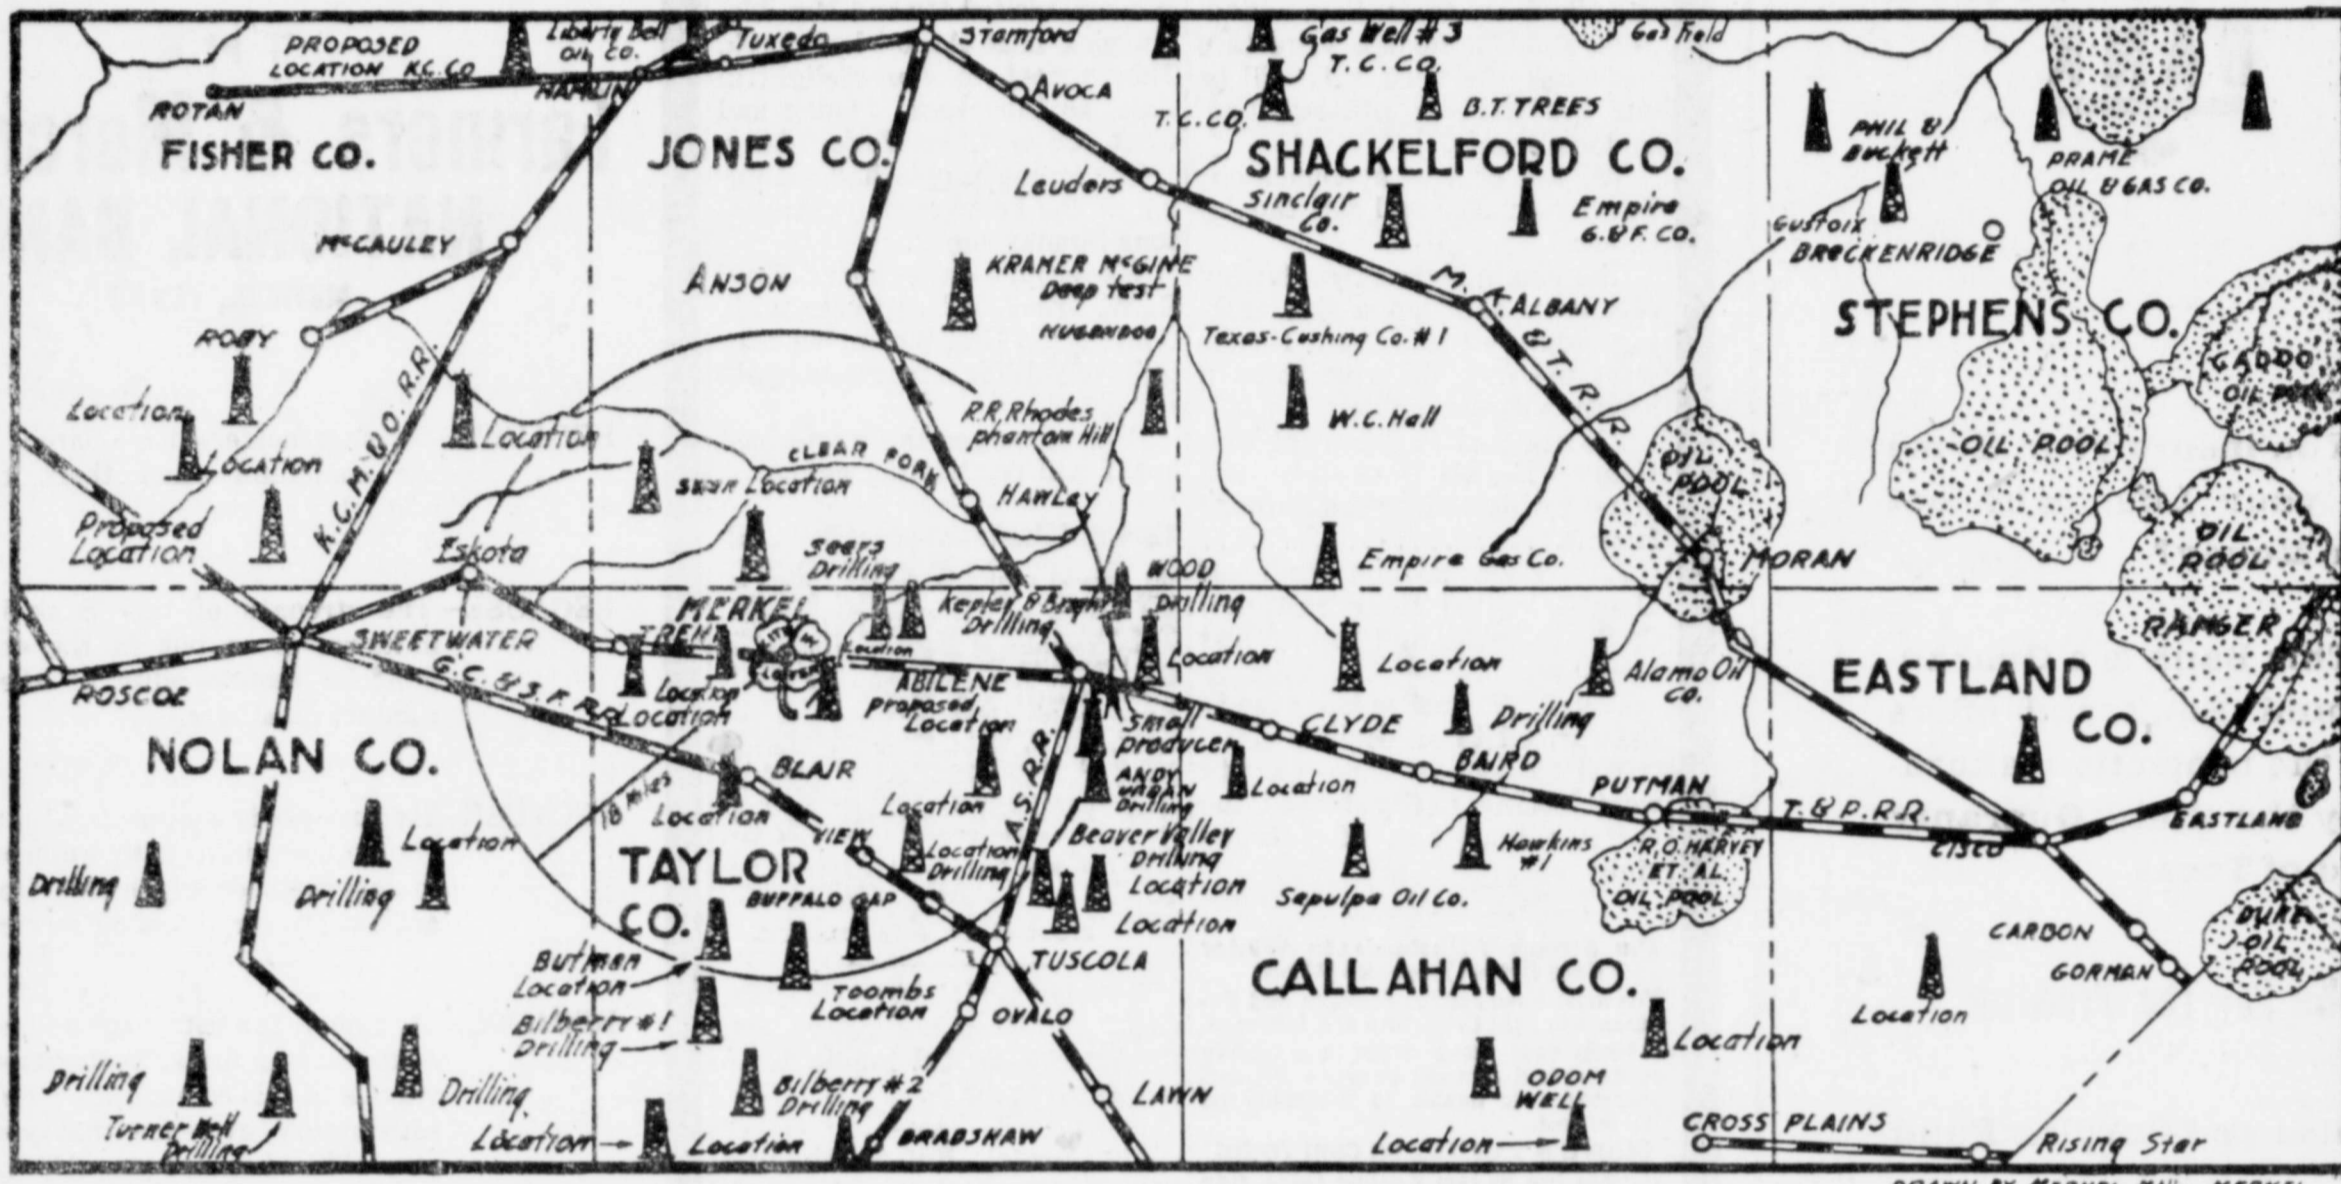 PROPOSED
LOCATION K.C. CO
Liberty Bell
OIL CO.
Tuxedo
Stamford
Gas Well #3
T. C. CO.
Gas Field
ROTAN
HAMLIN
AVOCA
T.C. CO.
B.T. TREES
PHIL &
Buckett
PRAME
OIL & GAS CO.
FISHER CO.
JONES CO.
SHACKELFORD CO.
Leuders
Sinclair
Co.
Empire
G. & F. CO.
Gustoix
BRECKENRIDGE
McCAULEY
ANSON
KRAMER McGINE
Deep test
M. & T. R. R.
ALBANY
STEPHENS CO.
ROBY
Texas-Cushing Co. #1
CADDO
OIL POOL
K. C. M. & O. R. R.
Location
Location
Location
R.R. Rhodes
phantom Hill
W.C. Hall
OIL
POOL
OIL POOL
CLEAR FORK
Location
HAWLEY
Proposed
Location
Eskota
Sears
Drilling
WOOD
Drilling
Empire Gas Co.
MORAN
OIL
POOL
MERKEL
Kepler & Bright
Drilling
RANGER
SWEETWATER
Location
Location
Location
Alamo Oil
Co.
EASTLAND
CO.
ROSCOE
G. C. & S. F. R.R.
Location
Location
ABILENE
proposed
Location
Small
producer
CLYDE
Drilling
NOLAN CO.
BLAIR
A. S. R.R.
ANDY
URBAN
Drilling
Location
BAIRD
PUTMAN
T. & P. R.R.
EASTLAND
18 miles
Location
Location
VIEW
Beaver Valley
Drilling
Location
Hawkins
#1
R.O. HARVEY
ET AL
OIL POOL
CISCO
Location
Drilling
Drilling
TAYLOR
CO.
Location
Drilling
BUFFALO GAP
Location
Sepulpa Oil Co.
DUKE
OIL
POOL
CARBON
GORMAN
Butman
Location
Toombs
Location
TUSCOLA
CALLAHAN CO.
Location
Bilberry #1
Drilling
OVALO
Location
Drilling
Drilling
Turner Well
Drilling
Bilberry #2
Drilling
LAWN
ODOM
WELL
Location
Location
BRADSHAW
Location
CROSS PLAINS
Rising Star